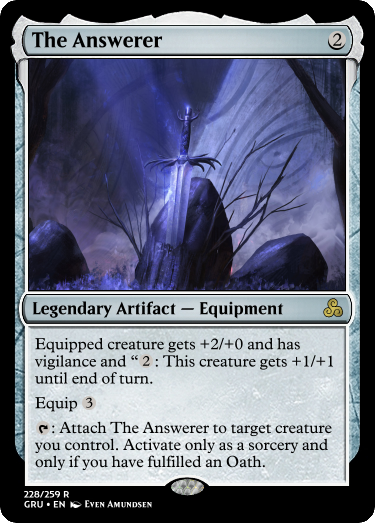 The Answerer 2
Legendary Artifact — Equipment
Equipped creature gets +2/+0 and has
vigilance and “2: This creature gets +1/+1
until end of turn.
Equip 3
: Attach The Answerer to target creature
you control. Activate only as a sorcery and
only if you have fulfilled an Oath.
228/259 R
GRU • EN Even Amundsen